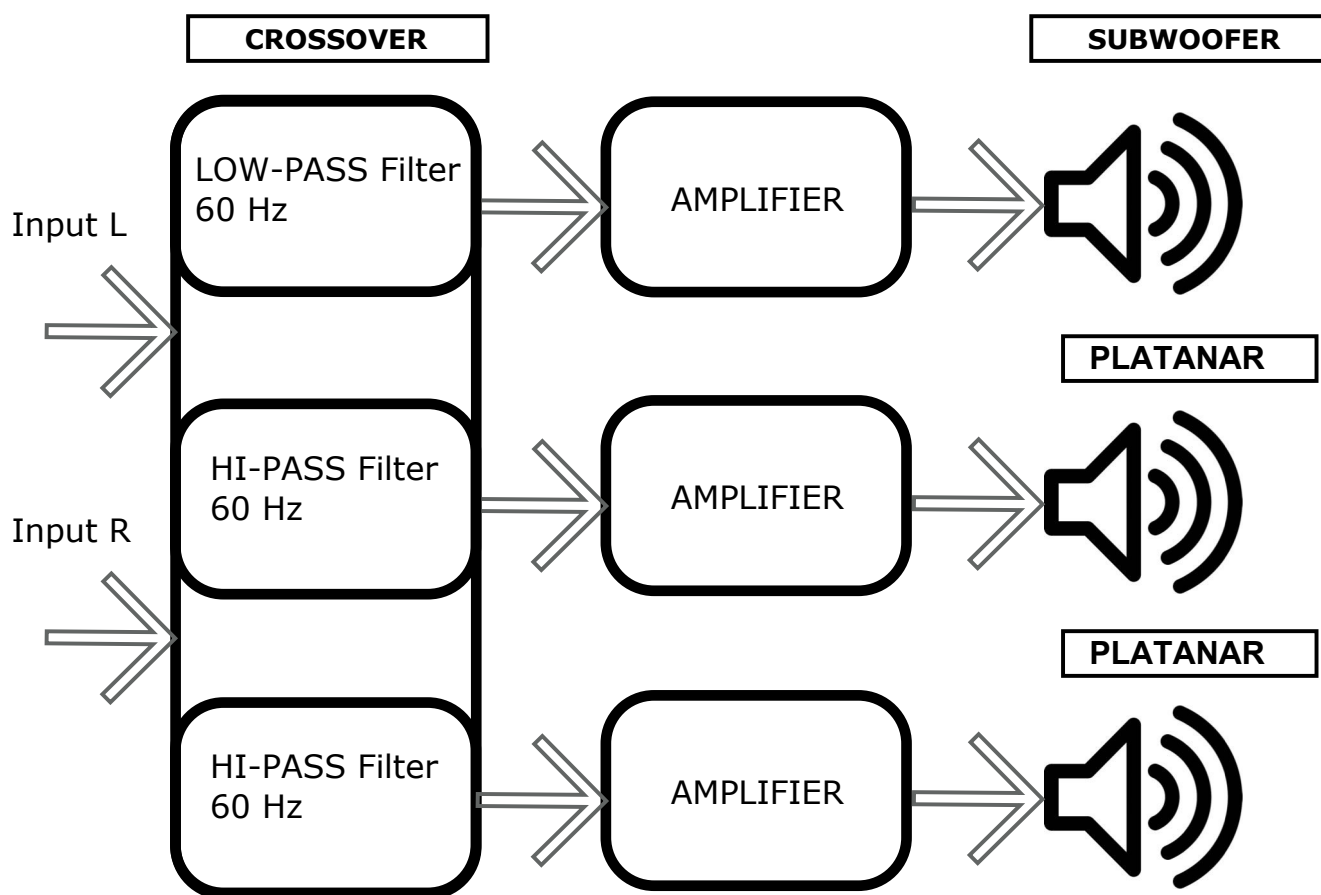 CROSSOVER
SUBWOOFER
LOW-PASS Filter
60 Hz
AMPLIFIER
Input L
PLATANAR
HI-PASS Filter
60 Hz
AMPLIFIER
Input R
PLATANAR
HI-PASS Filter
60 Hz
AMPLIFIER